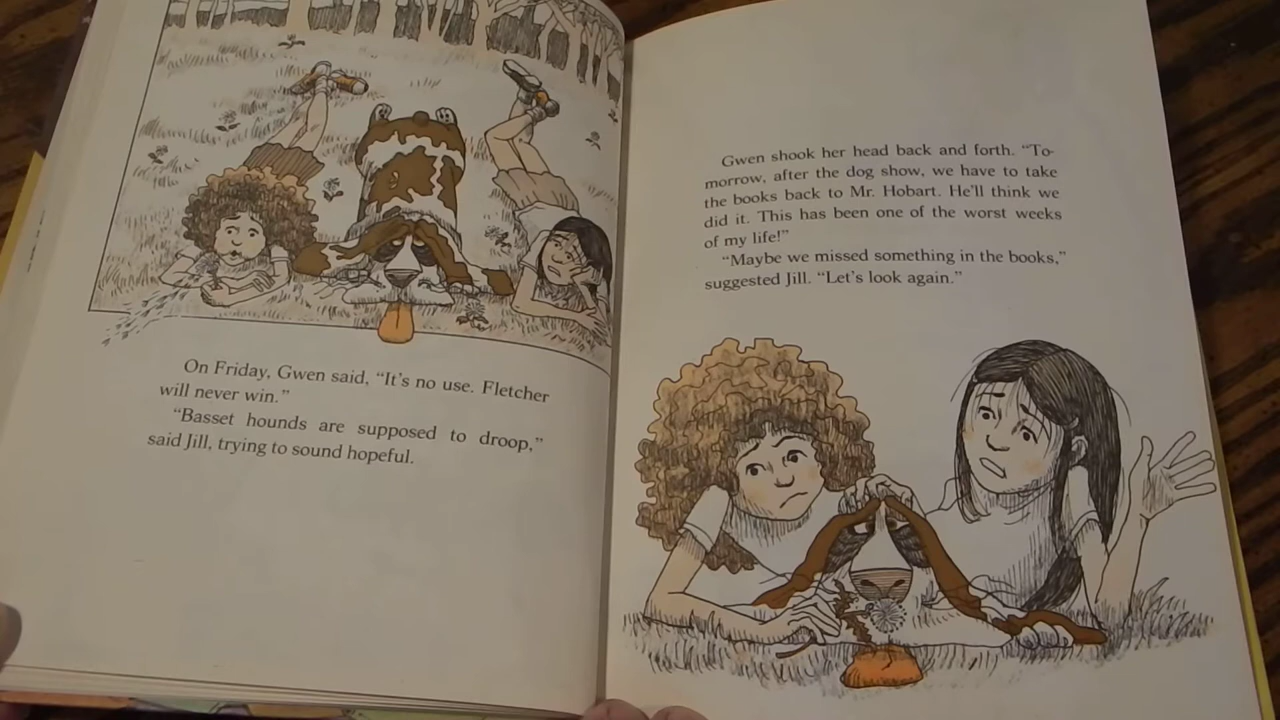 On Friday, Gwen said, “It's no use. Fletcher
will never win.”
“Basset hounds are supposed to droop,”
said Jill, trying to sound hopeful.
Gwen shook her head back and forth. “To-
morrow, after the dog show, we have to take
the books back to Mr. Hobart. He'll think we
did it. This has been one of the worst weeks
of my life!”
“Maybe we missed something in the books,”
suggested Jill. “Let's look again.”